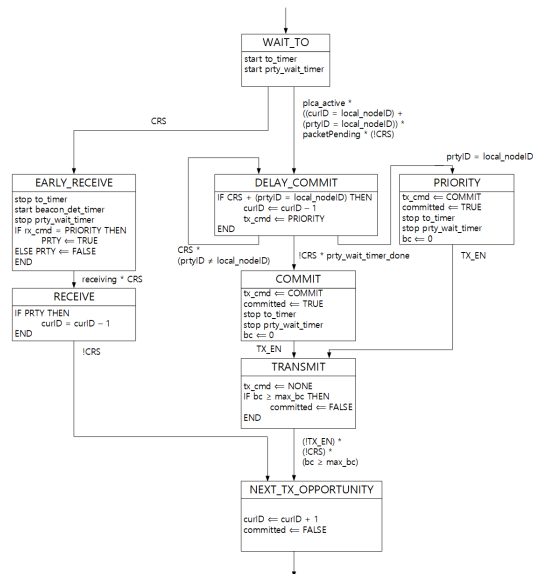 WAIT_TO
start to_timer
start prty_wait_timer
CRS
plca_active *
((curID = local_nodeID) +
(prtyID = local_nodeID)) *
packetPending * (!CRS)
prtyID = local_nodeID
EARLY_RECEIVE
stop to_timer
start beacon_det_timer
stop prty_wait_timer
IF rx_cmd = PRIORITY THEN
PRTY ⇐ TRUE
ELSE PRTY ⇐ FALSE
END
DELAY_COMMIT
IF CRS + (prtyID = local_nodeID) THEN
curID ⇐ curID − 1
tx_cmd ⇐ PRIORITY
END
PRIORITY
tx_cmd ⇐ COMMIT
committed ⇐ TRUE
stop to_timer
stop prty_wait_timer
bc ⇐ 0
CRS *
(prtyID ≠ local_nodeID)
!CRS * prty_wait_timer_done
TX_EN
receiving * CRS
RECEIVE
IF PRTY THEN
curID = curID − 1
END
COMMIT
tx_cmd ⇐ COMMIT
committed ⇐ TRUE
stop to_timer
stop prty_wait_timer
bc ⇐ 0
!CRS
TX_EN
TRANSMIT
tx_cmd ⇐ NONE
IF bc ≥ max_bc THEN
committed ⇐ FALSE
END
(!TX_EN) *
(!CRS) *
(bc ≥ max_bc)
NEXT_TX_OPPORTUNITY
curID ⇐ curID + 1
committed ⇐ FALSE